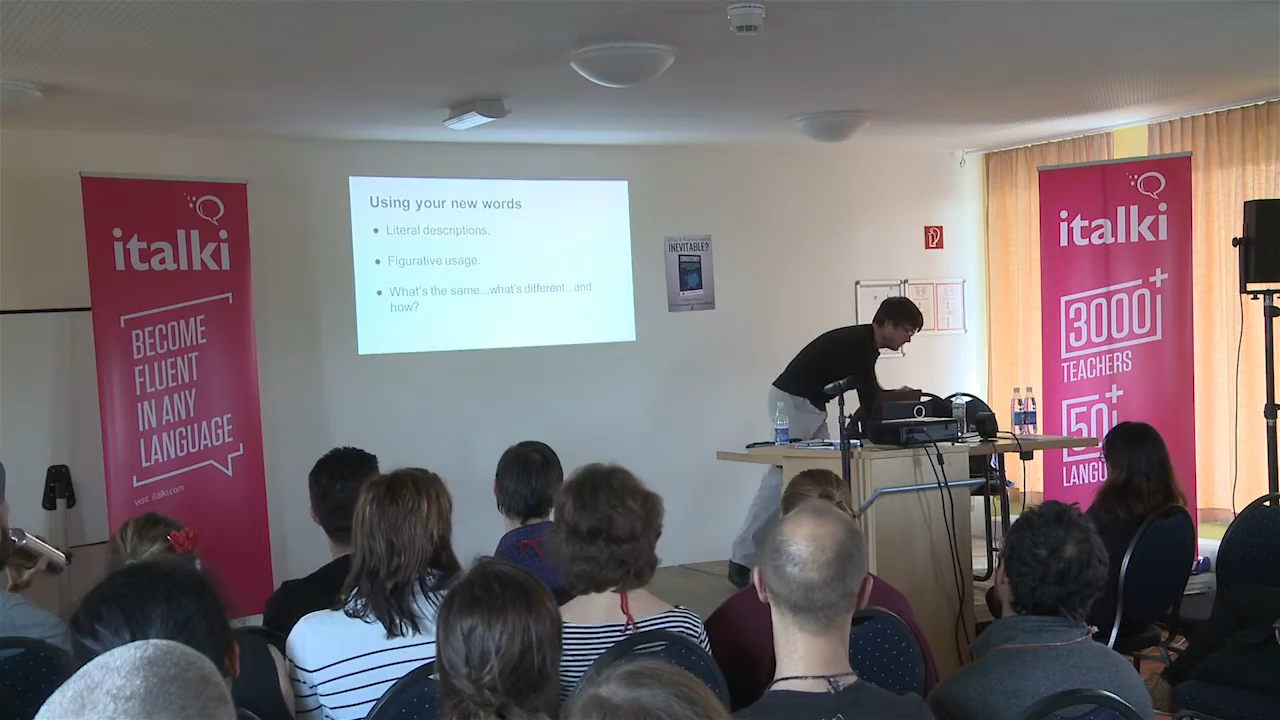 italki
BECOME
FLUENT
IN ANY
LANGUAGE
visit italki.com
Using your new words
• Literal descriptions.
• Figurative usage.
• What's the same...what's different...and
how?
INEVITABLE?
italki
3000+
TEACHERS
50+